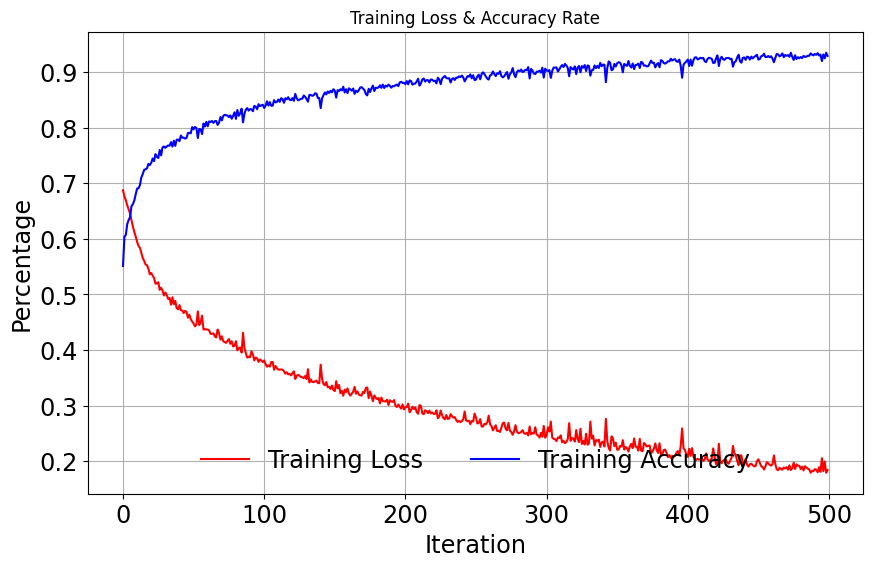 Training Loss & Accuracy Rate
Percentage
0.9
0.8
0.7
0.6
0.5
0.4
0.3
0.2
Training Loss
Training Accuracy
0 100 200 300 400 500
Iteration